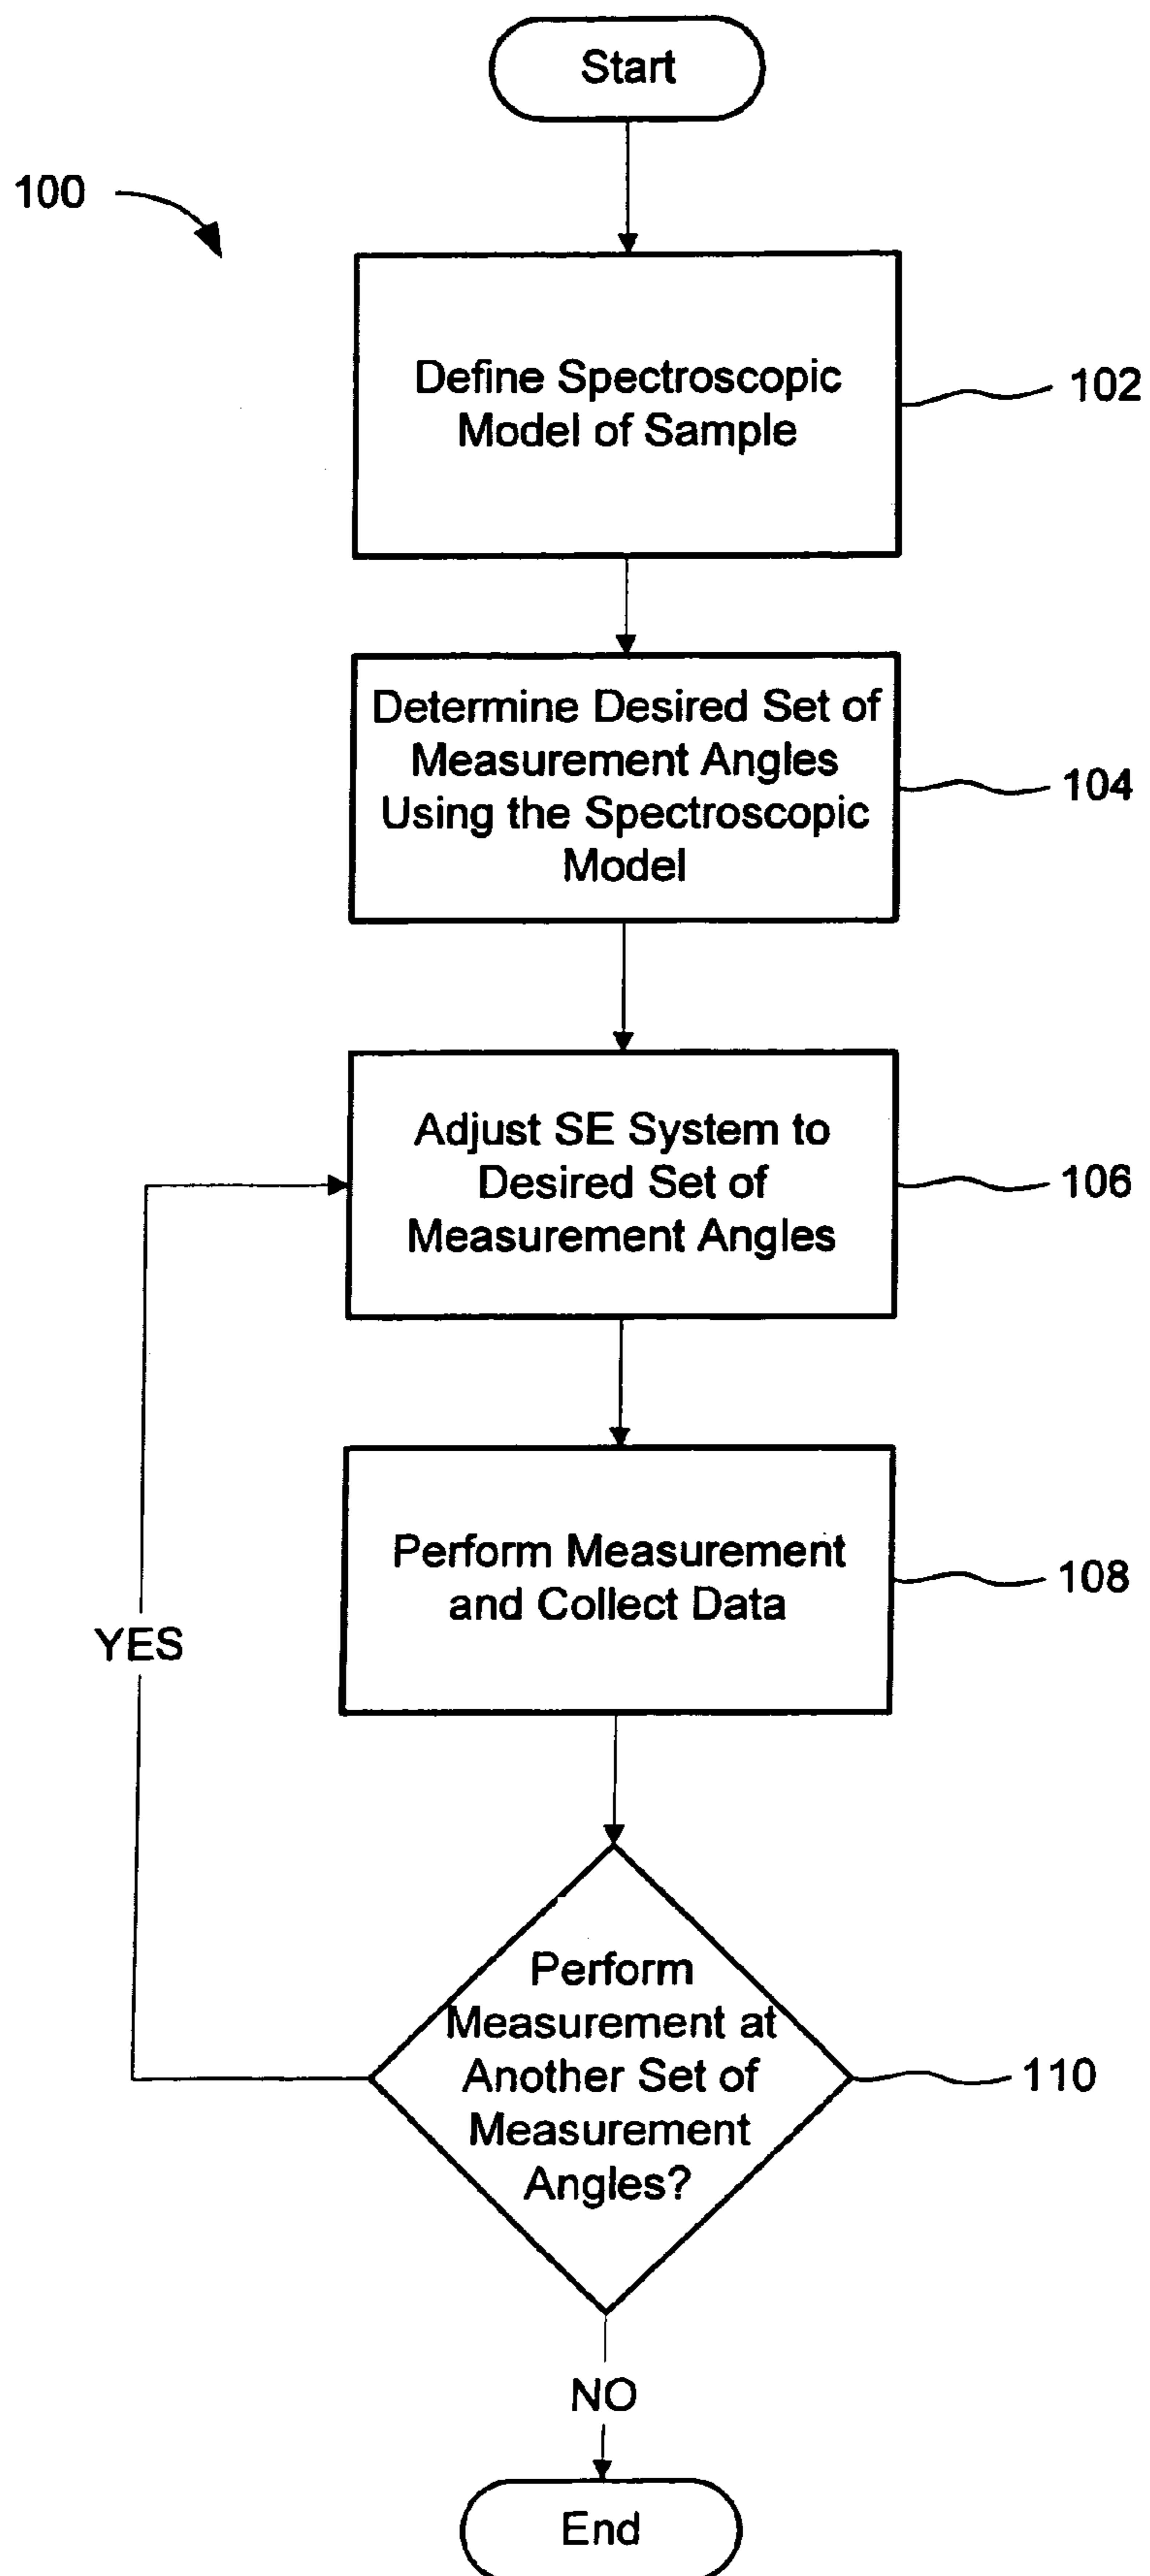 Start
100
Define Spectroscopic
Model of Sample
102
Determine Desired Set of
Measurement Angles
Using the Spectroscopic
Model
104
Adjust SE System to
Desired Set of
Measurement Angles
106
Perform Measurement
and Collect Data
108
YES
Perform
Measurement at
Another Set of
Measurement
Angles?
110
NO
End